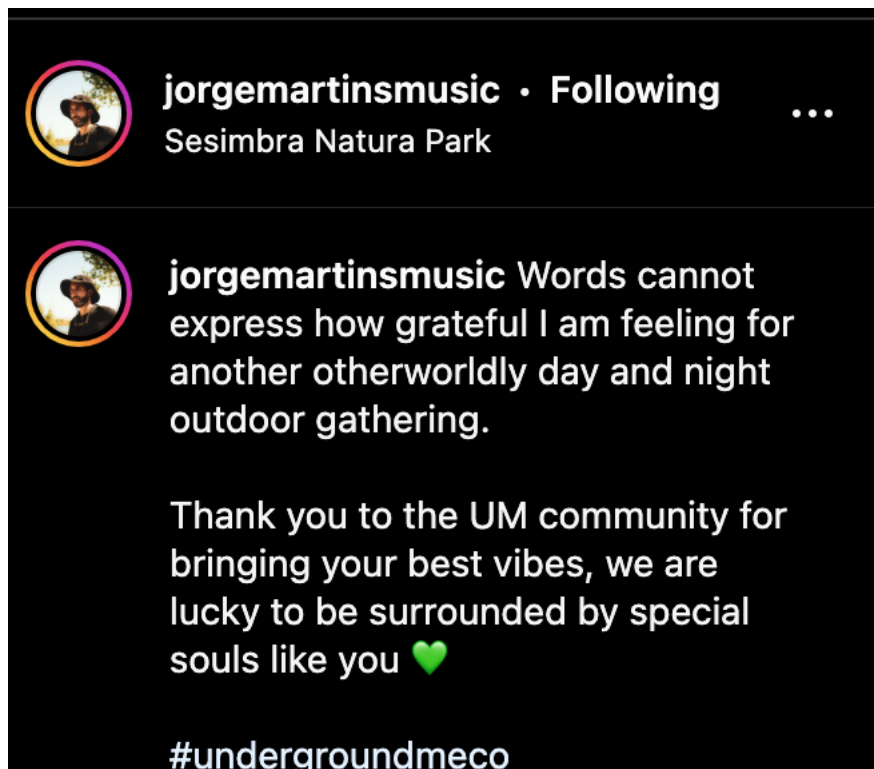 jorgemartinsmusic • Following
Sesimbra Natura Park
jorgemartinsmusic Words cannot
express how grateful I am feeling for
another otherworldly day and night
outdoor gathering.
Thank you to the UM community for
bringing your best vibes, we are
lucky to be surrounded by special
souls like you 💚
#undergroundmeco